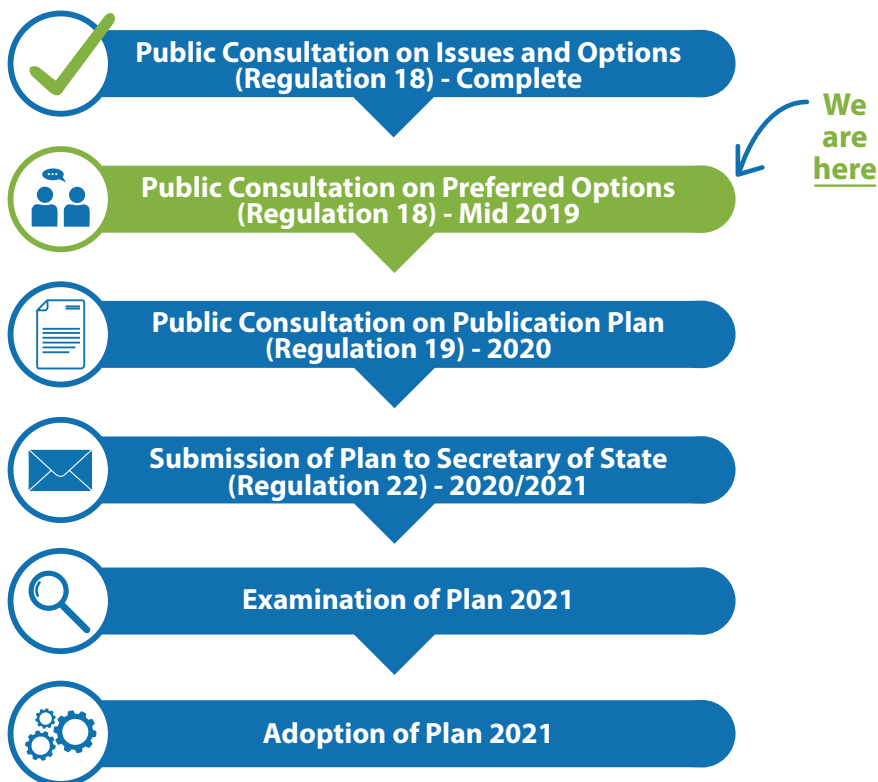 Public Consultation on Issues and Options
(Regulation 18) - Complete
We
are
here
Public Consultation on Preferred Options
(Regulation 18) - Mid 2019
Public Consultation on Publication Plan
(Regulation 19) - 2020
Submission of Plan to Secretary of State
(Regulation 22) - 2020/2021
Examination of Plan 2021
Adoption of Plan 2021